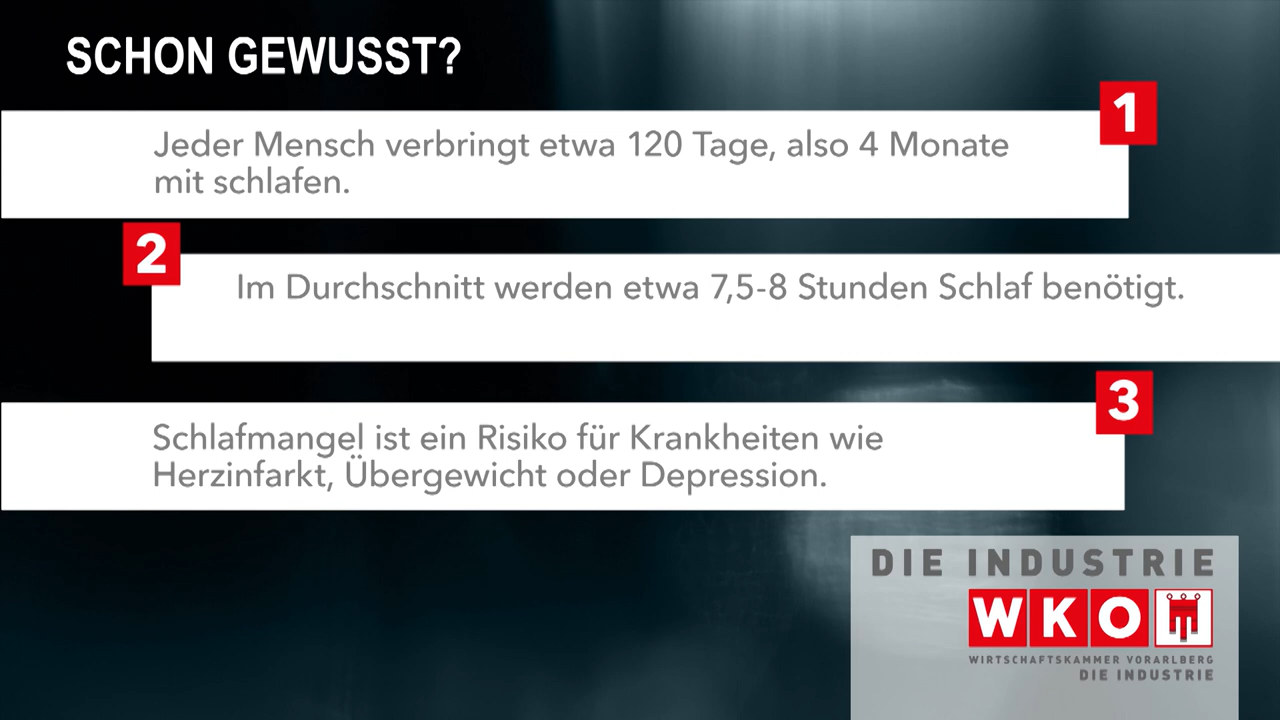 SCHON GEWUSST?
1
Jeder Mensch verbringt etwa 120 Tage, also 4 Monate
mit schlafen.
2
Im Durchschnitt werden etwa 7,5-8 Stunden Schlaf benötigt.
3
Schlafmangel ist ein Risiko für Krankheiten wie
Herzinfarkt, Übergewicht oder Depression.
DIE INDUSTRIE
WKO
WIRTSCHAFTSKAMMER VORARLBERG
DIE INDUSTRIE